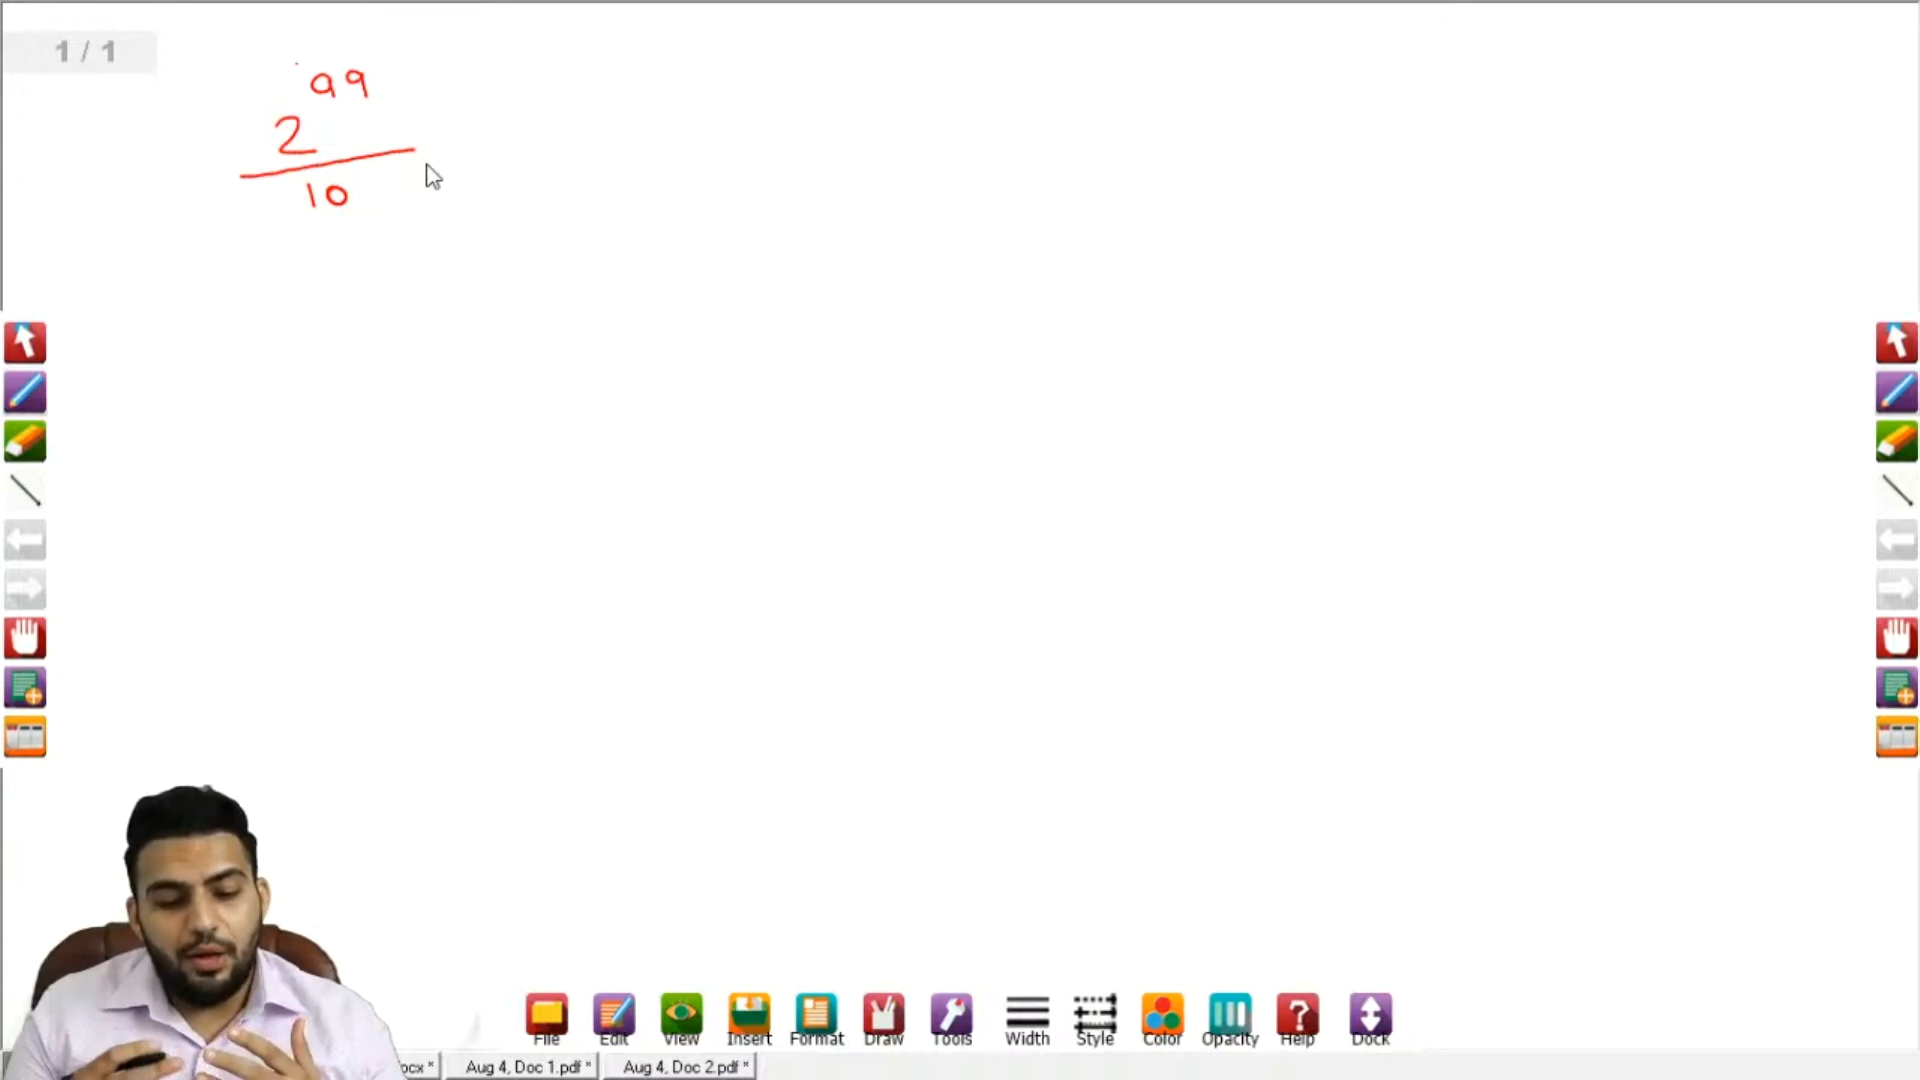 1 / 1
99
2
10
File Edit View Insert Format Draw Tools Width Style Color Opacity Help Dock
ocx * Aug 4, Doc 1.pdf * Aug 4, Doc 2.pdf *